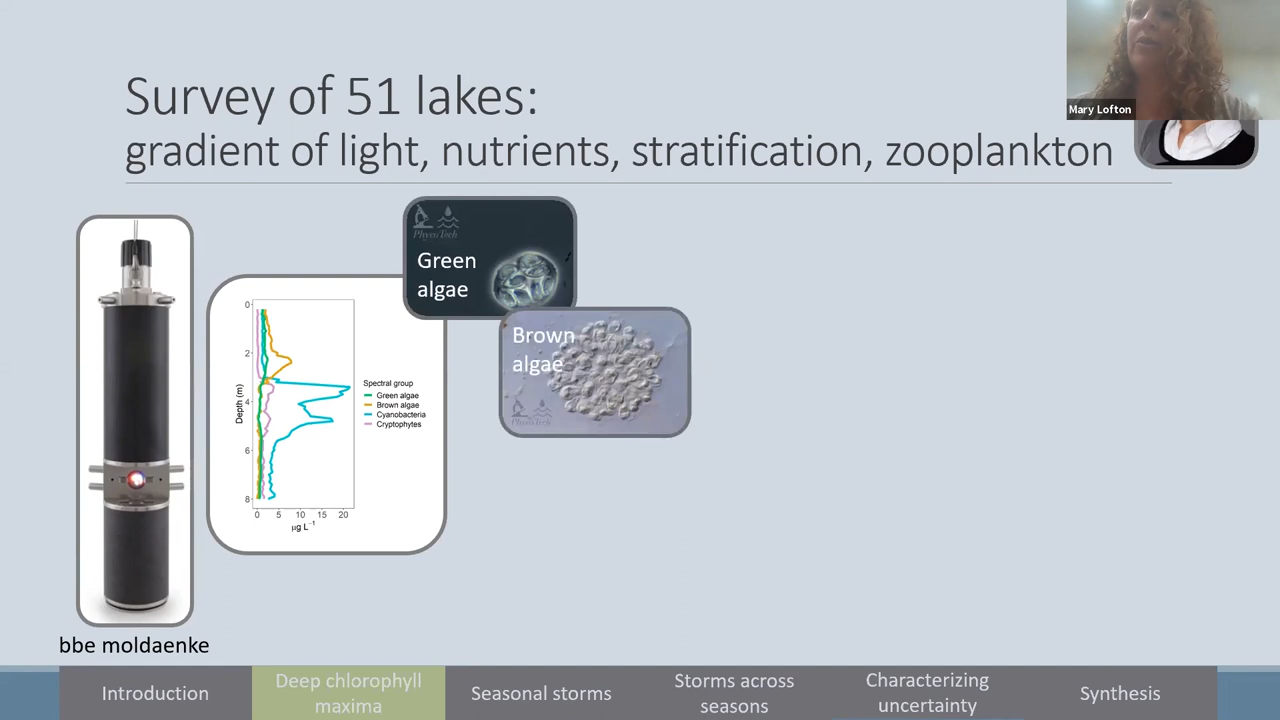 Survey of 51 lakes:
gradient of light, nutrients, stratification, zooplankton
Mary Lofton
PhycoTech
Green
algae
Brown
algae
PhycoTech
0
2
4
6
8
Depth (m)
0 5 10 15 20
µg L⁻¹
Spectral group
Green algae
Brown algae
Cyanobacteria
Cryptophytes
bbe moldaenke
Introduction
Deep chlorophyll
maxima
Seasonal storms
Storms across
seasons
Characterizing
uncertainty
Synthesis